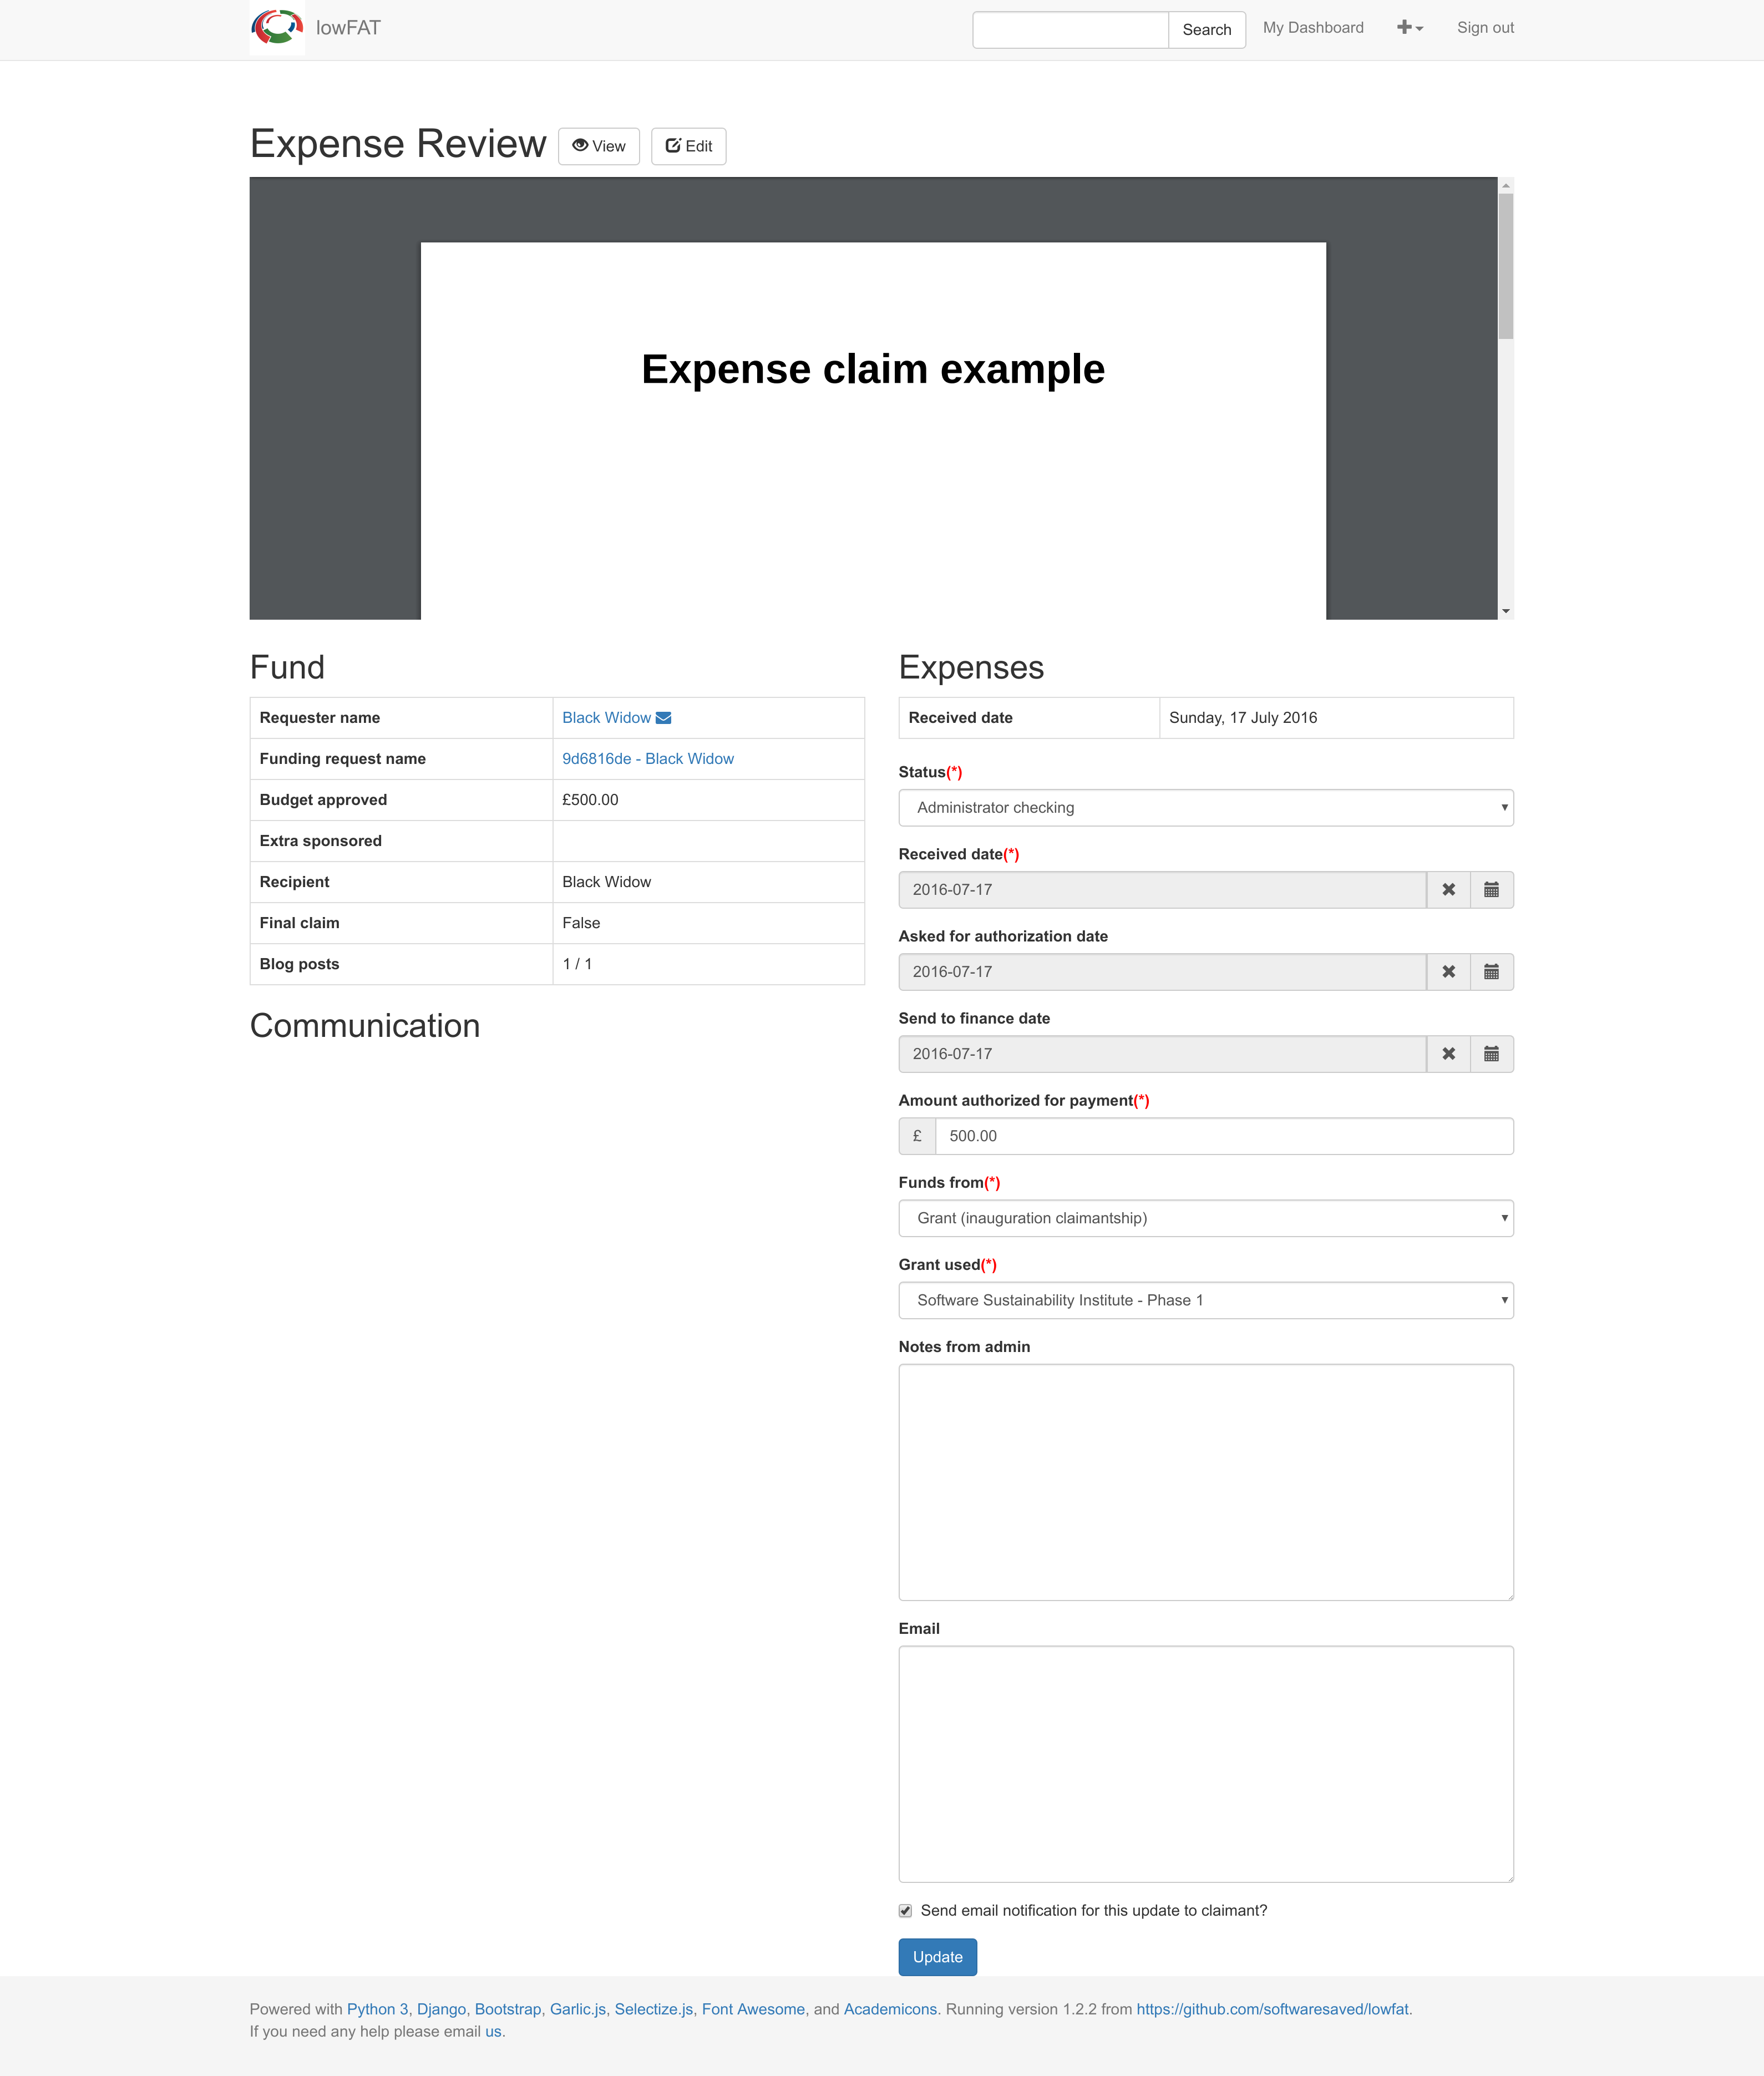 lowFAT
Search
My Dashboard
Sign out
Expense Review
View
Edit
Expense claim example
Fund
Requester name
Black Widow
Funding request name
9d6816de - Black Widow
Budget approved
£500.00
Extra sponsored
Recipient
Black Widow
Final claim
False
Blog posts
1 / 1
Communication
Expenses
Received date
Sunday, 17 July 2016
Status(*)
Administrator checking
Received date(*)
2016-07-17
Asked for authorization date
2016-07-17
Send to finance date
2016-07-17
Amount authorized for payment(*)
£ 500.00
Funds from(*)
Grant (inauguration claimantship)
Grant used(*)
Software Sustainability Institute - Phase 1
Notes from admin
Email
Send email notification for this update to claimant?
Update
Powered with Python 3, Django, Bootstrap, Garlic.js, Selectize.js, Font Awesome, and Academicons. Running version 1.2.2 from https://github.com/softwaresaved/lowfat.
If you need any help please email us.